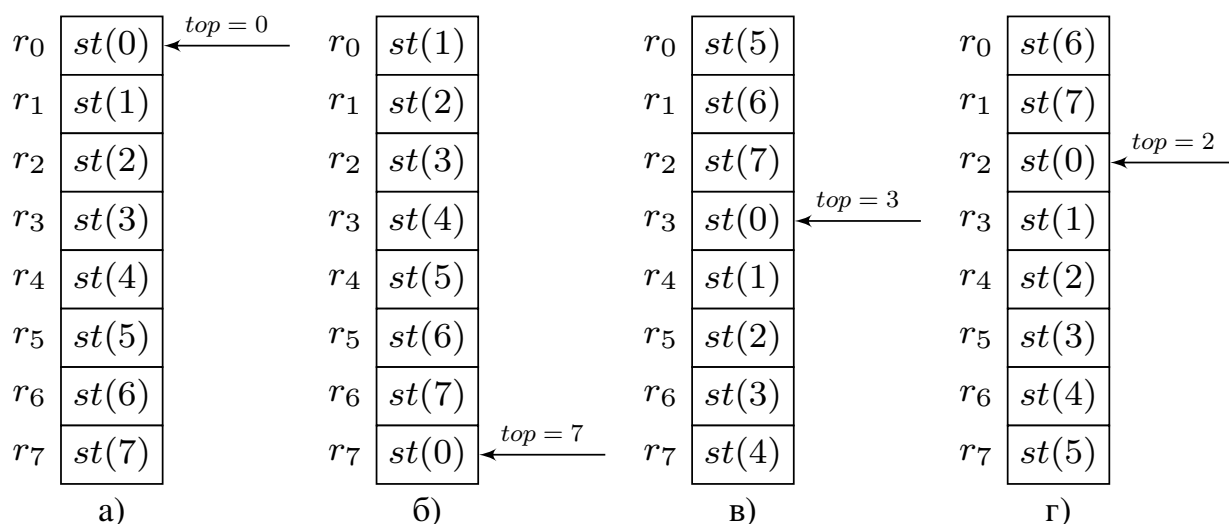 r0 st(0) top = 0 r0 st(1) r0 st(5) r0 st(6)
r1 st(1) r1 st(2) r1 st(6) r1 st(7)
r2 st(2) r2 st(3) r2 st(7) r2 st(0) top = 2
r3 st(3) r3 st(4) r3 st(0) top = 3 r3 st(1)
r4 st(4) r4 st(5) r4 st(1) r4 st(2)
r5 st(5) r5 st(6) r5 st(2) r5 st(3)
r6 st(6) r6 st(7) r6 st(3) r6 st(4)
r7 st(7) r7 st(0) top = 7 r7 st(4) r7 st(5)
а) б) в) г)